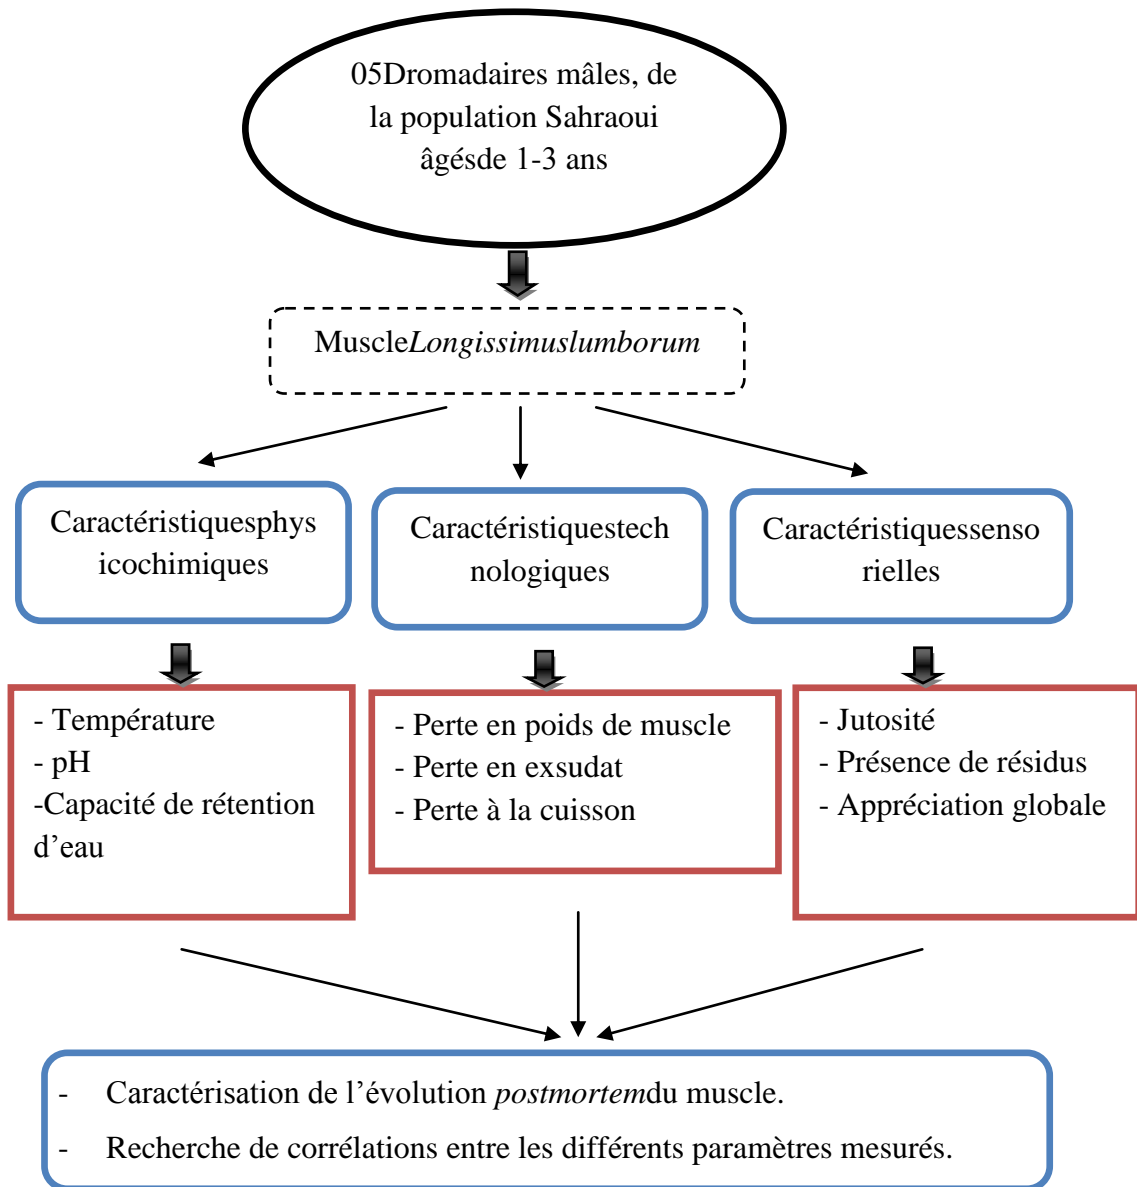 05Dromadaires mâles, de
la population Sahraoui
âgésde 1-3 ans
MuscleLongissimuslumborum
Caractéristiquesphys
icochimiques
Caractéristiquestech
nologiques
Caractéristiquessenso
rielles
- Température
- pH
-Capacité de rétention
d’eau
- Perte en poids de muscle
- Perte en exsudat
- Perte à la cuisson
- Jutosité
- Présence de résidus
- Appréciation globale
- Caractérisation de l’évolution postmortemdu muscle.
- Recherche de corrélations entre les différents paramètres mesurés.